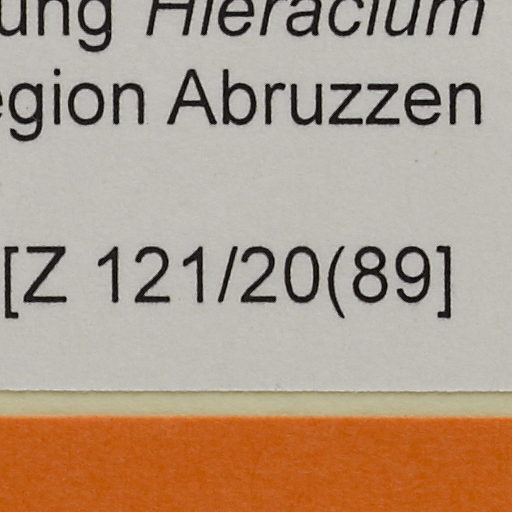 ung Hieracium
egion Abruzzen
[Z 121/20(89]